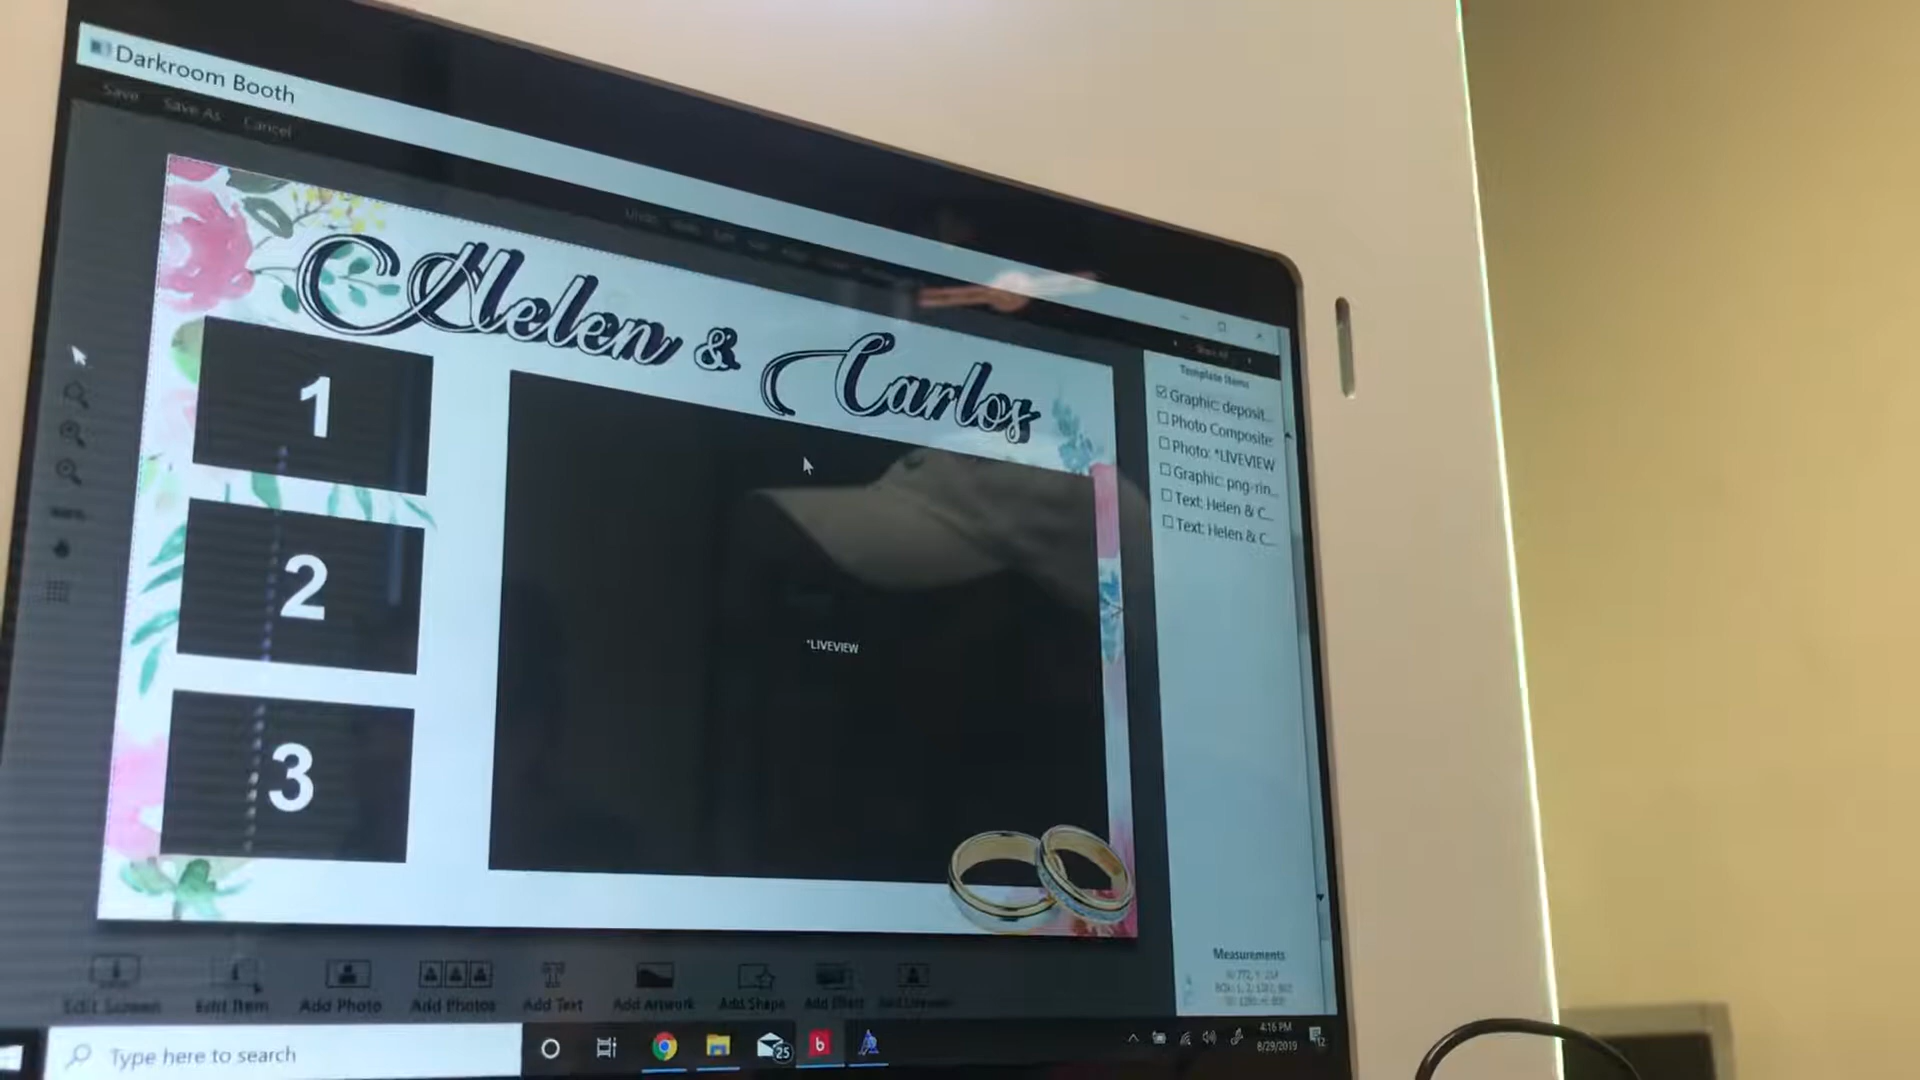 Darkroom Booth
Save Save As Cancel
Undo
Helen & Carlos
1
2
3
*LIVEVIEW
Template Items
Graphic: deposit...
Photo Composite:
Photo: *LIVEVIEW
Graphic: png-rin...
Text: Helen & C...
Text: Helen & C...
Measurements
Edit Screen Edit Item Add Photo Add Photos Add Text Add Artwork Add Shape Add Effect
Type here to search
25
b
4:16 PM
8/29/2019
12